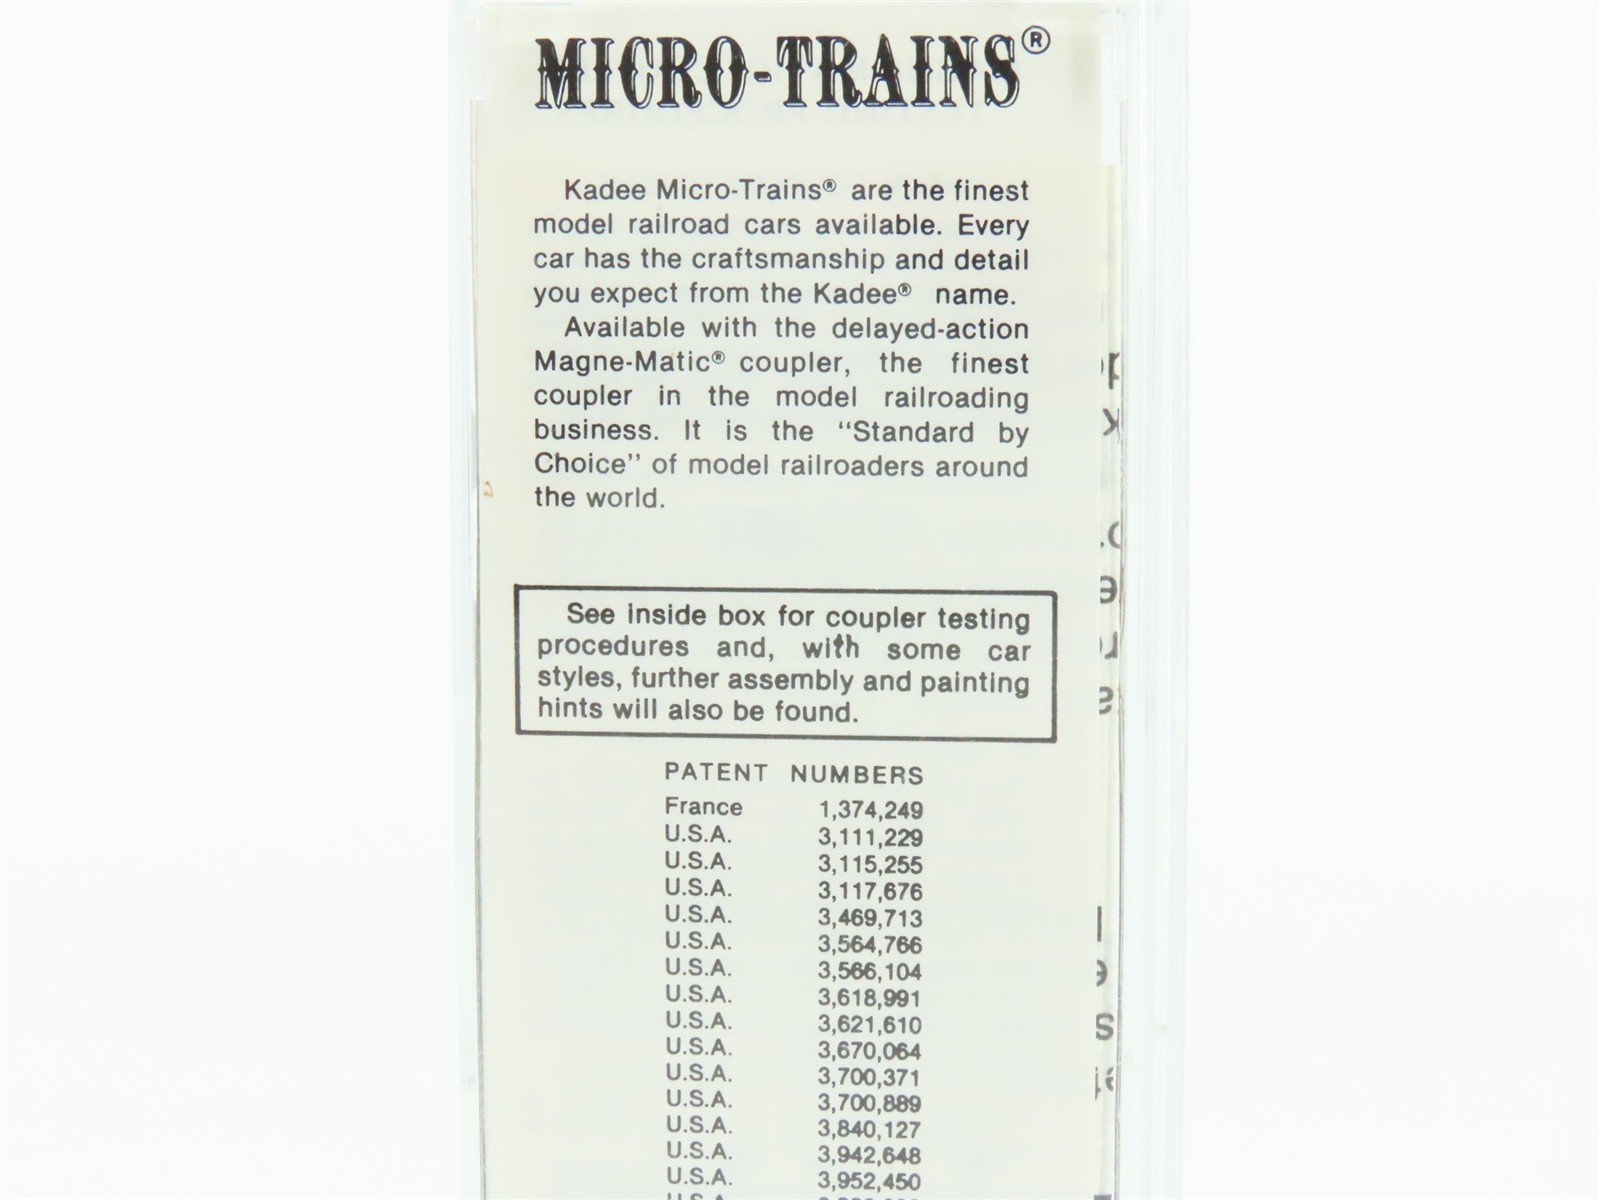 MICRO-TRAINS®
Kadee Micro-Trains® are the finest
model railroad cars available. Every
car has the craftsmanship and detail
you expect from the Kadee® name.
Available with the delayed-action
Magne-Matic® coupler, the finest
coupler in the model railroading
business. It is the "Standard by
Choice" of model railroaders around
the world.
See inside box for coupler testing
procedures and, with some car
styles, further assembly and painting
hints will also be found.
PATENT NUMBERS
France 1,374,249
U.S.A. 3,111,229
U.S.A. 3,115,255
U.S.A. 3,117,676
U.S.A. 3,469,713
U.S.A. 3,564,766
U.S.A. 3,566,104
U.S.A. 3,618,991
U.S.A. 3,621,610
U.S.A. 3,670,064
U.S.A. 3,700,371
U.S.A. 3,700,889
U.S.A. 3,840,127
U.S.A. 3,942,648
U.S.A. 3,952,450
U.S.A.